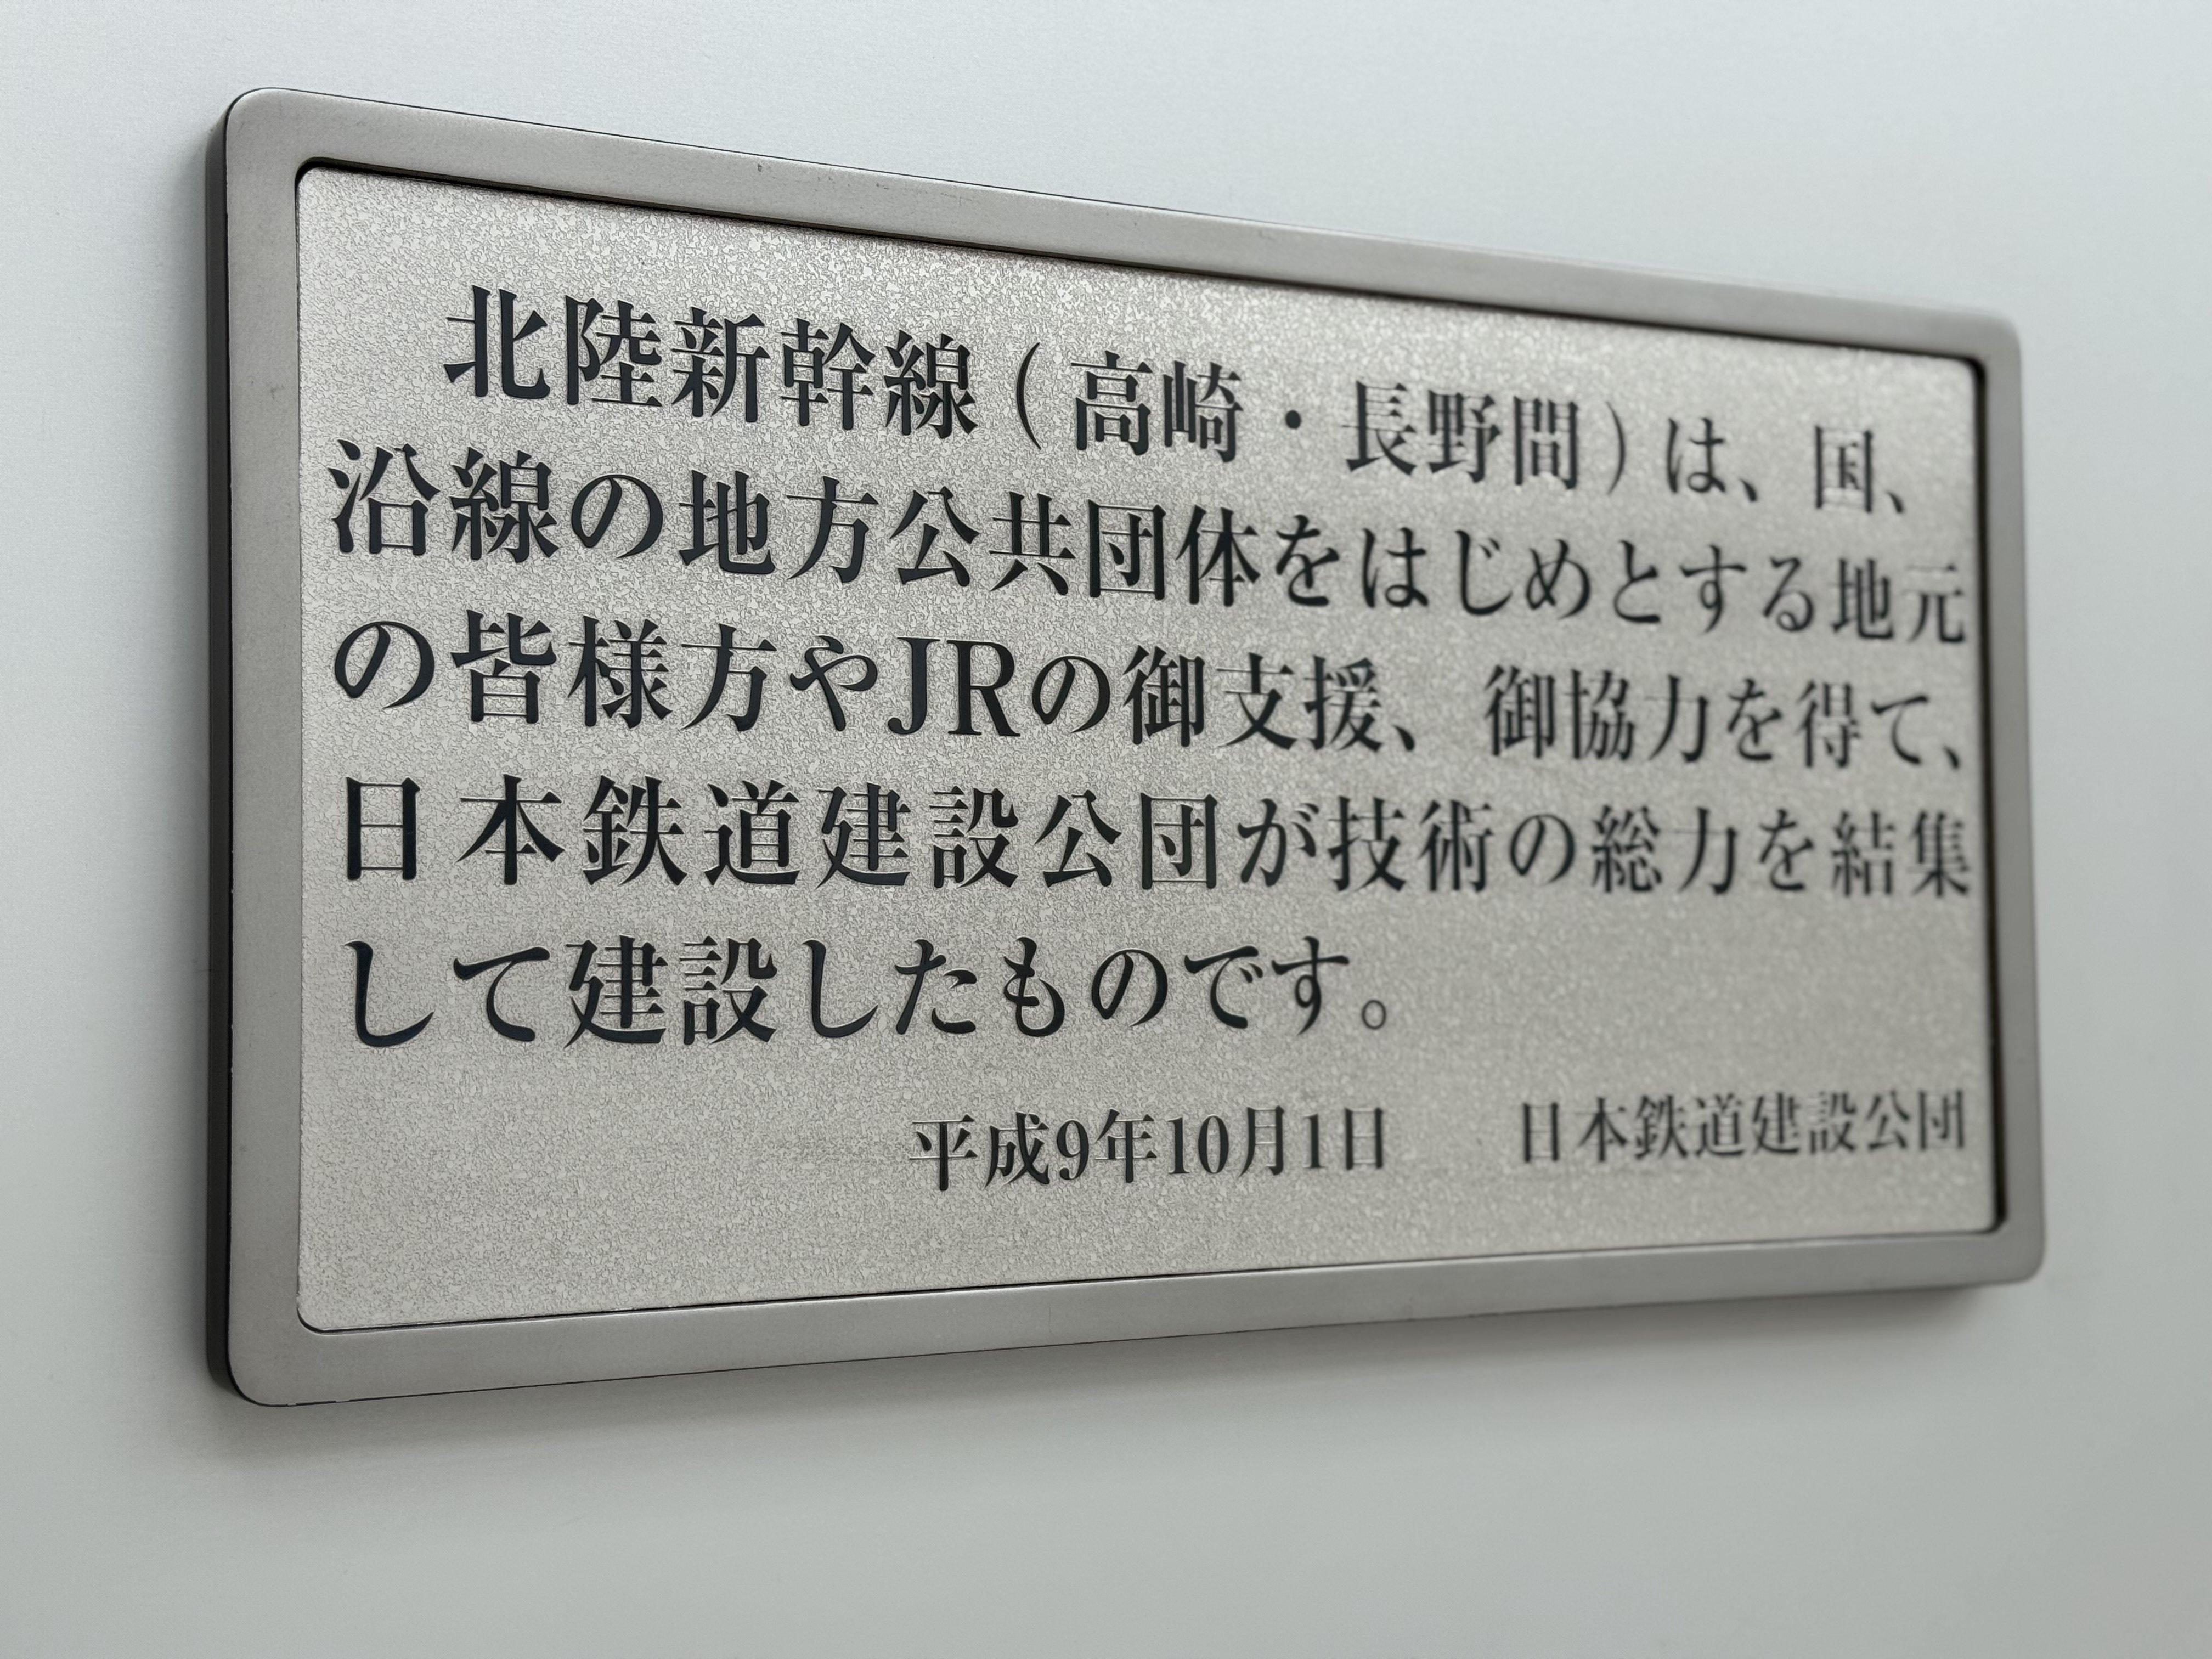 北陸新幹線（高崎・長野間）は、国、
沿線の地方公共団体をはじめとする地元
の皆様方やJRの御支援、御協力を得て、
日本鉄道建設公団が技術の総力を結集
して建設したものです。
平成9年10月1日　日本鉄道建設公団